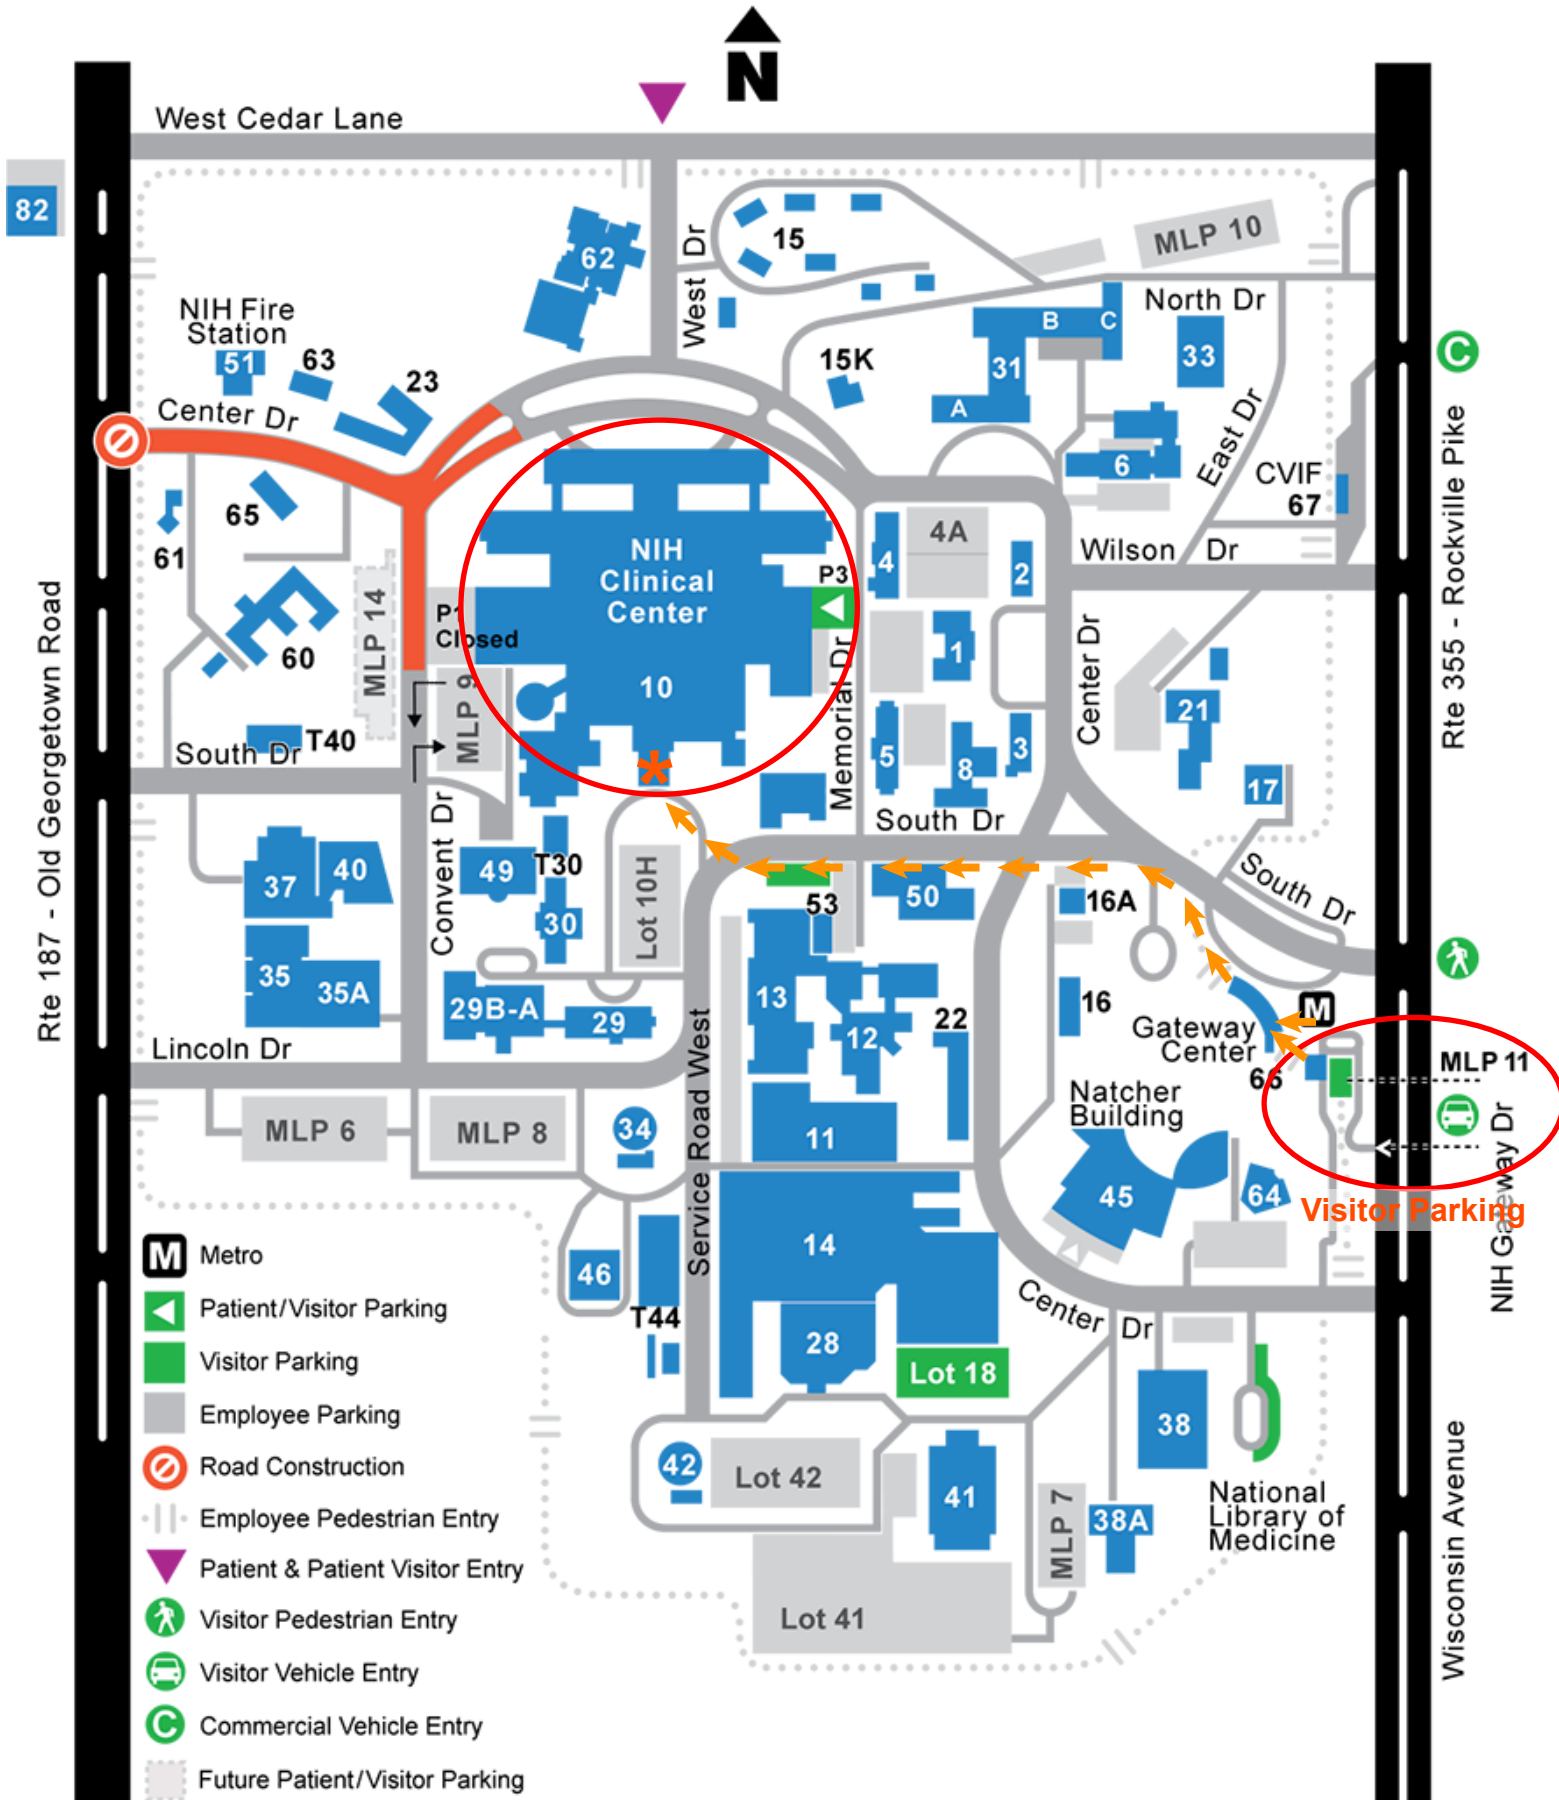 N
West Cedar Lane
82
62
West Dr
15
MLP 10
NIH Fire
Station
51
63
23
15K
B
C
31
A
North Dr
33
C
Center Dr
6
East Dr
CVIF
67
65
61
NIH
Clinical
Center
P3
4
4A
2
Wilson Dr
P1
Closed
MLP 14
60
10
1
Center Dr
Memorial Dr
MLP 9
21
T40
South Dr
*
5
8
3
17
South Dr
Rte 187 - Old Georgetown Road
Rte 355 - Rockville Pike
37
40
Convent Dr
49
T30
Lot 10H
53
50
16A
South Dr
30
35
35A
29B-A
29
13
12
22
16
M
Gateway
Center
66
MLP 11
Lincoln Dr
Service Road West
Natcher
Building
NIH Gateway Dr
MLP 6
MLP 8
34
11
45
64
Visitor Parking
14
46
T44
28
Lot 18
Center Dr
38
42
Lot 42
41
MLP 7
38A
National
Library of
Medicine
Lot 41
Wisconsin Avenue
M Metro
Patient/Visitor Parking
Visitor Parking
Employee Parking
Road Construction
Employee Pedestrian Entry
Patient & Patient Visitor Entry
Visitor Pedestrian Entry
Visitor Vehicle Entry
C Commercial Vehicle Entry
Future Patient/Visitor Parking